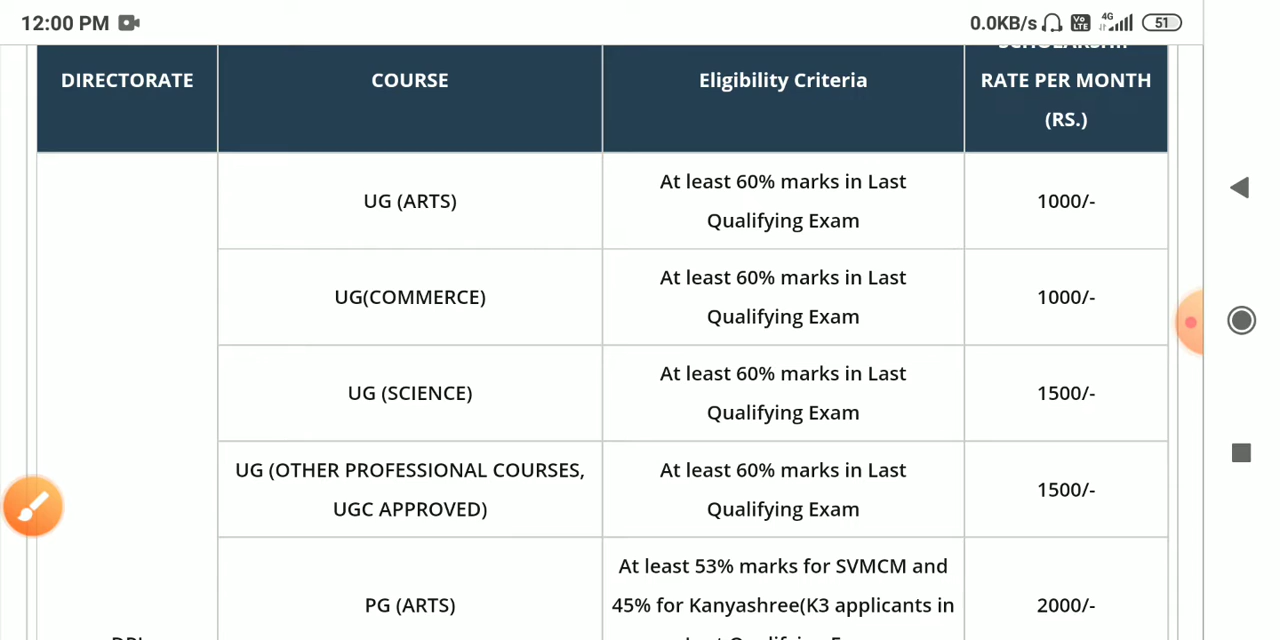 12:00 PM
0.0KB/s
Vo
LTE
4G
51
DIRECTORATE
COURSE
Eligibility Criteria
RATE PER MONTH
(RS.)
UG (ARTS)
At least 60% marks in Last
Qualifying Exam
1000/-
UG(COMMERCE)
At least 60% marks in Last
Qualifying Exam
1000/-
UG (SCIENCE)
At least 60% marks in Last
Qualifying Exam
1500/-
UG (OTHER PROFESSIONAL COURSES,
UGC APPROVED)
At least 60% marks in Last
Qualifying Exam
1500/-
PG (ARTS)
At least 53% marks for SVMCM and
45% for Kanyashree(K3 applicants in
2000/-